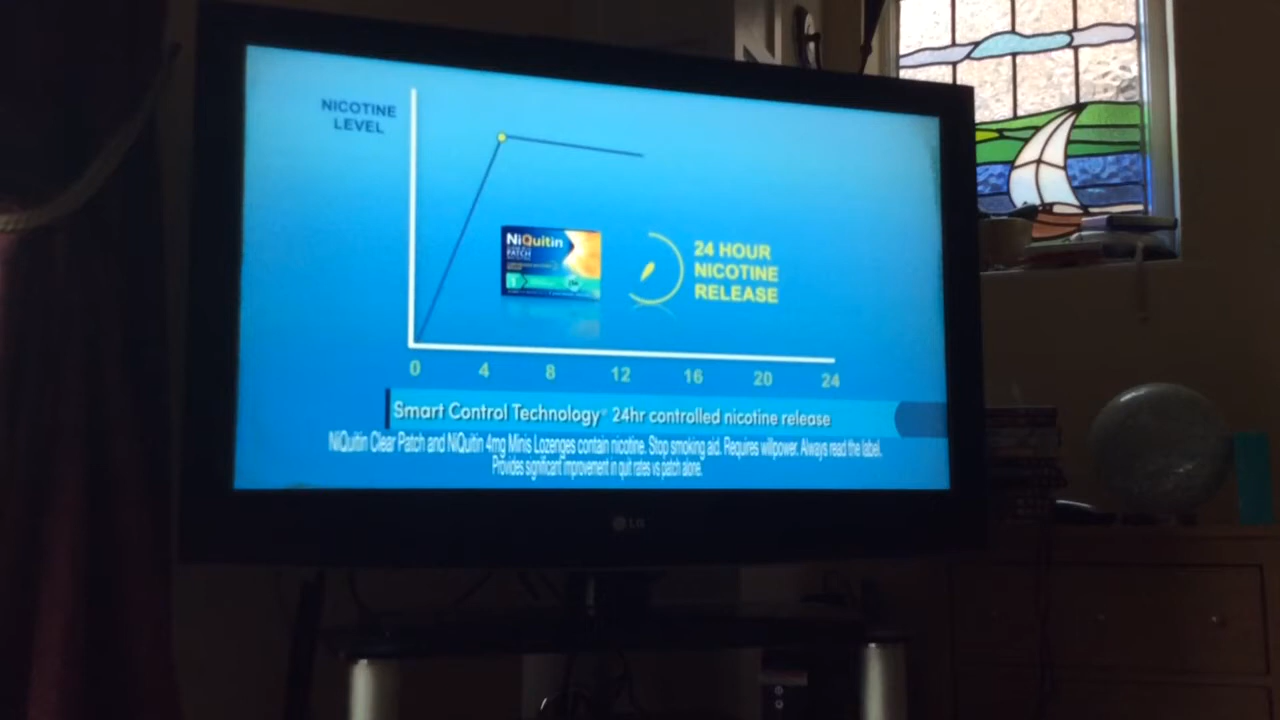 NICOTINE
LEVEL
NiQuitin
PATCH
24 HOUR
NICOTINE
RELEASE
0 4 8 12 16 20 24
Smart Control Technology® 24hr controlled nicotine release
NiQuitin Clear Patch and NiQuitin 4mg Minis Lozenges contain nicotine. Stop smoking aid. Requires willpower. Always read the label.
Provides significant improvement in quit rates vs patch alone.
LG